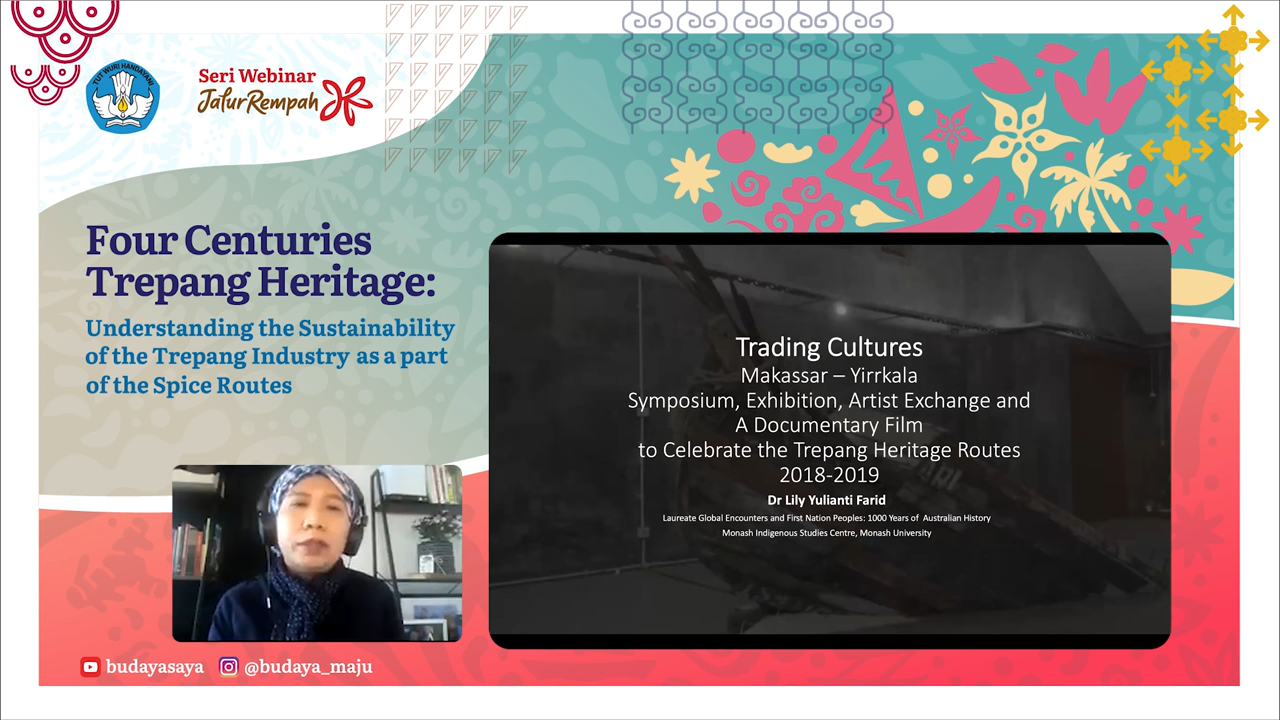 TUT WURI HANDAYANI
Seri Webinar
Jalur Rempah
Four Centuries
Trepang Heritage:
Understanding the Sustainability
of the Trepang Industry as a part
of the Spice Routes
Trading Cultures
Makassar – Yirrkala
Symposium, Exhibition, Artist Exchange and
A Documentary Film
to Celebrate the Trepang Heritage Routes
2018-2019
Dr Lily Yulianti Farid
Laureate Global Encounters and First Nation Peoples: 1000 Years of Australian History
Monash Indigenous Studies Centre, Monash University
budayasaya @budaya_maju